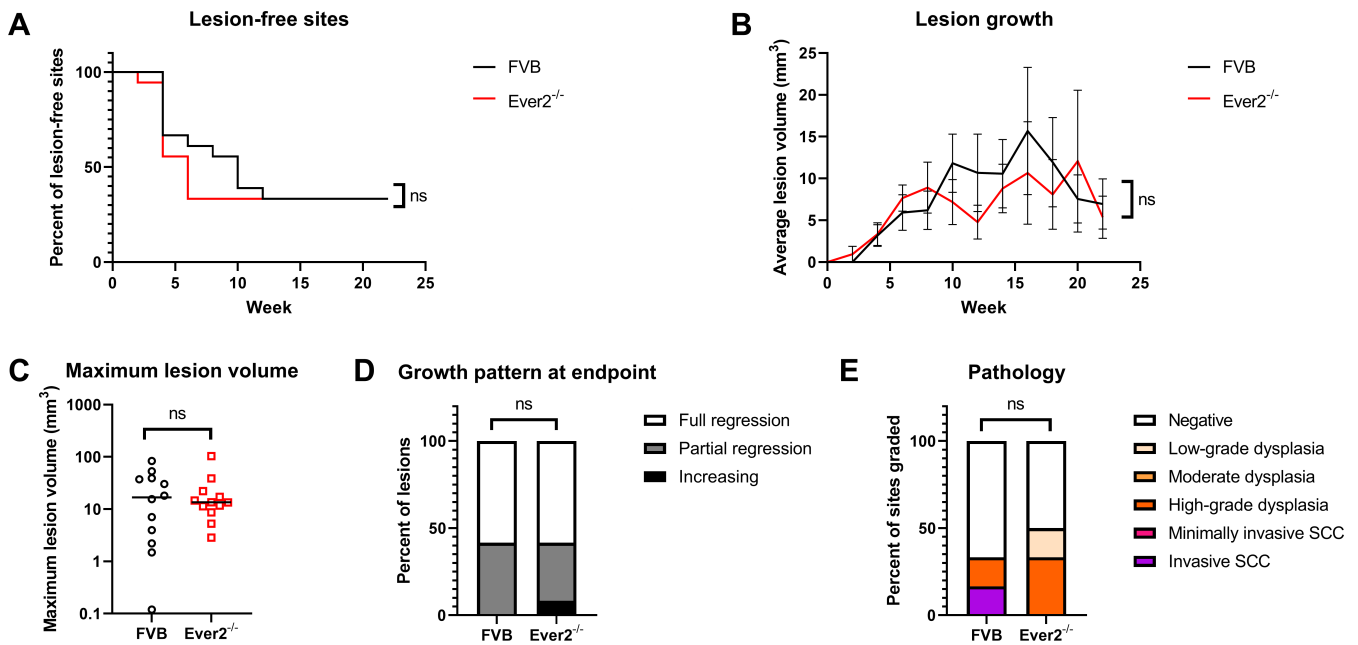 A
Lesion-free sites
Percent of lesion-free sites
100
50
0
0 5 10 15 20 25
Week
FVB
Ever2-/-
ns
B
Lesion growth
Average lesion volume (mm3)
25
20
15
10
5
0
0 5 10 15 20 25
Week
FVB
Ever2-/-
ns
C
Maximum lesion volume
Maximum lesion volume (mm3)
1000
100
10
1
0.1
ns
FVB Ever2-/-
D
Growth pattern at endpoint
Percent of lesions
100
50
0
ns
FVB Ever2-/-
Full regression
Partial regression
Increasing
E
Pathology
Percent of sites graded
100
50
0
ns
FVB Ever2-/-
Negative
Low-grade dysplasia
Moderate dysplasia
High-grade dysplasia
Minimally invasive SCC
Invasive SCC